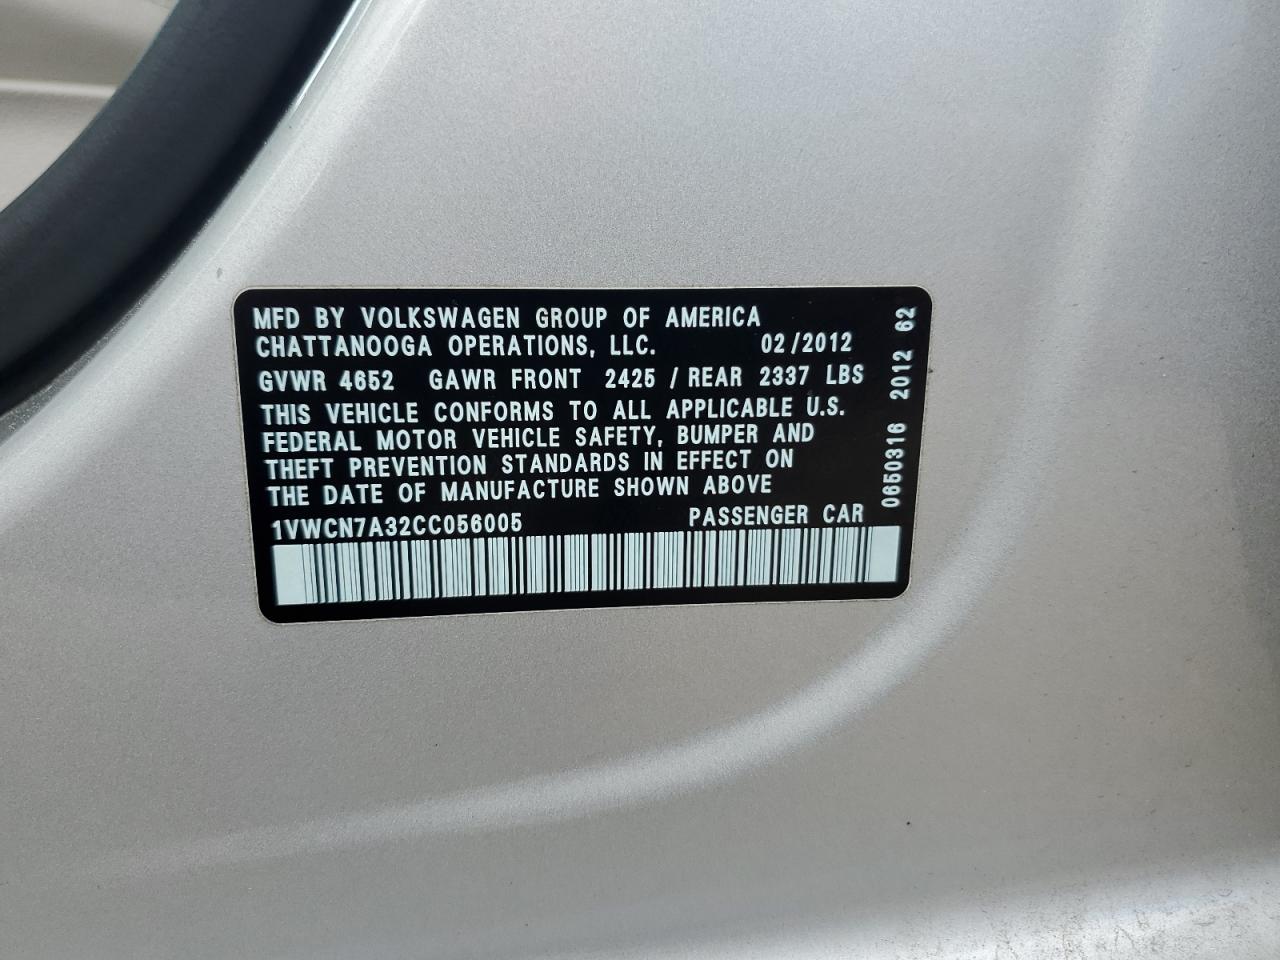 MFD BY VOLKSWAGEN GROUP OF AMERICA
CHATTANOOGA OPERATIONS, LLC. 02/2012
GVWR 4652 GAWR FRONT 2425 / REAR 2337 LBS
THIS VEHICLE CONFORMS TO ALL APPLICABLE U.S.
FEDERAL MOTOR VEHICLE SAFETY, BUMPER AND
THEFT PREVENTION STANDARDS IN EFFECT ON
THE DATE OF MANUFACTURE SHOWN ABOVE
1VWCN7A32CC056005 PASSENGER CAR
0650316 2012 62